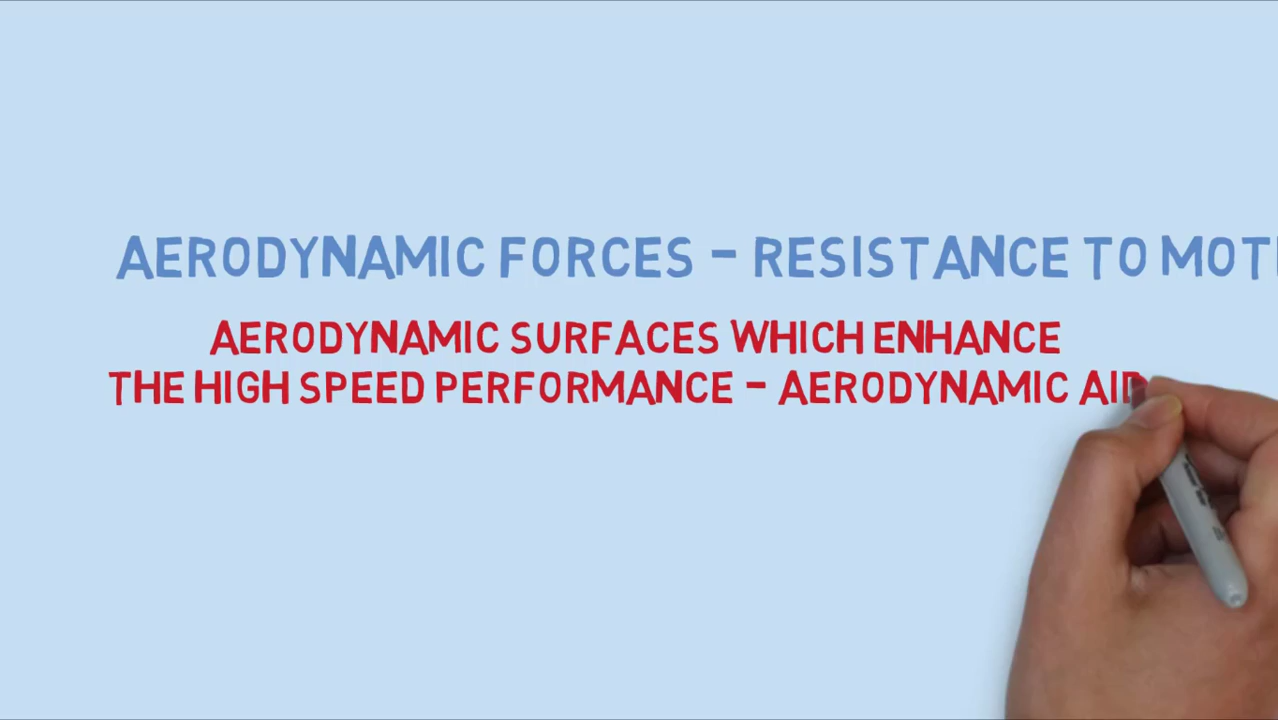 AERODYNAMIC FORCES - RESISTANCE TO
AERODYNAMIC SURFACES WHICH ENHANCE
THE HIGH SPEED PERFORMANCE - AERODYNAMIC